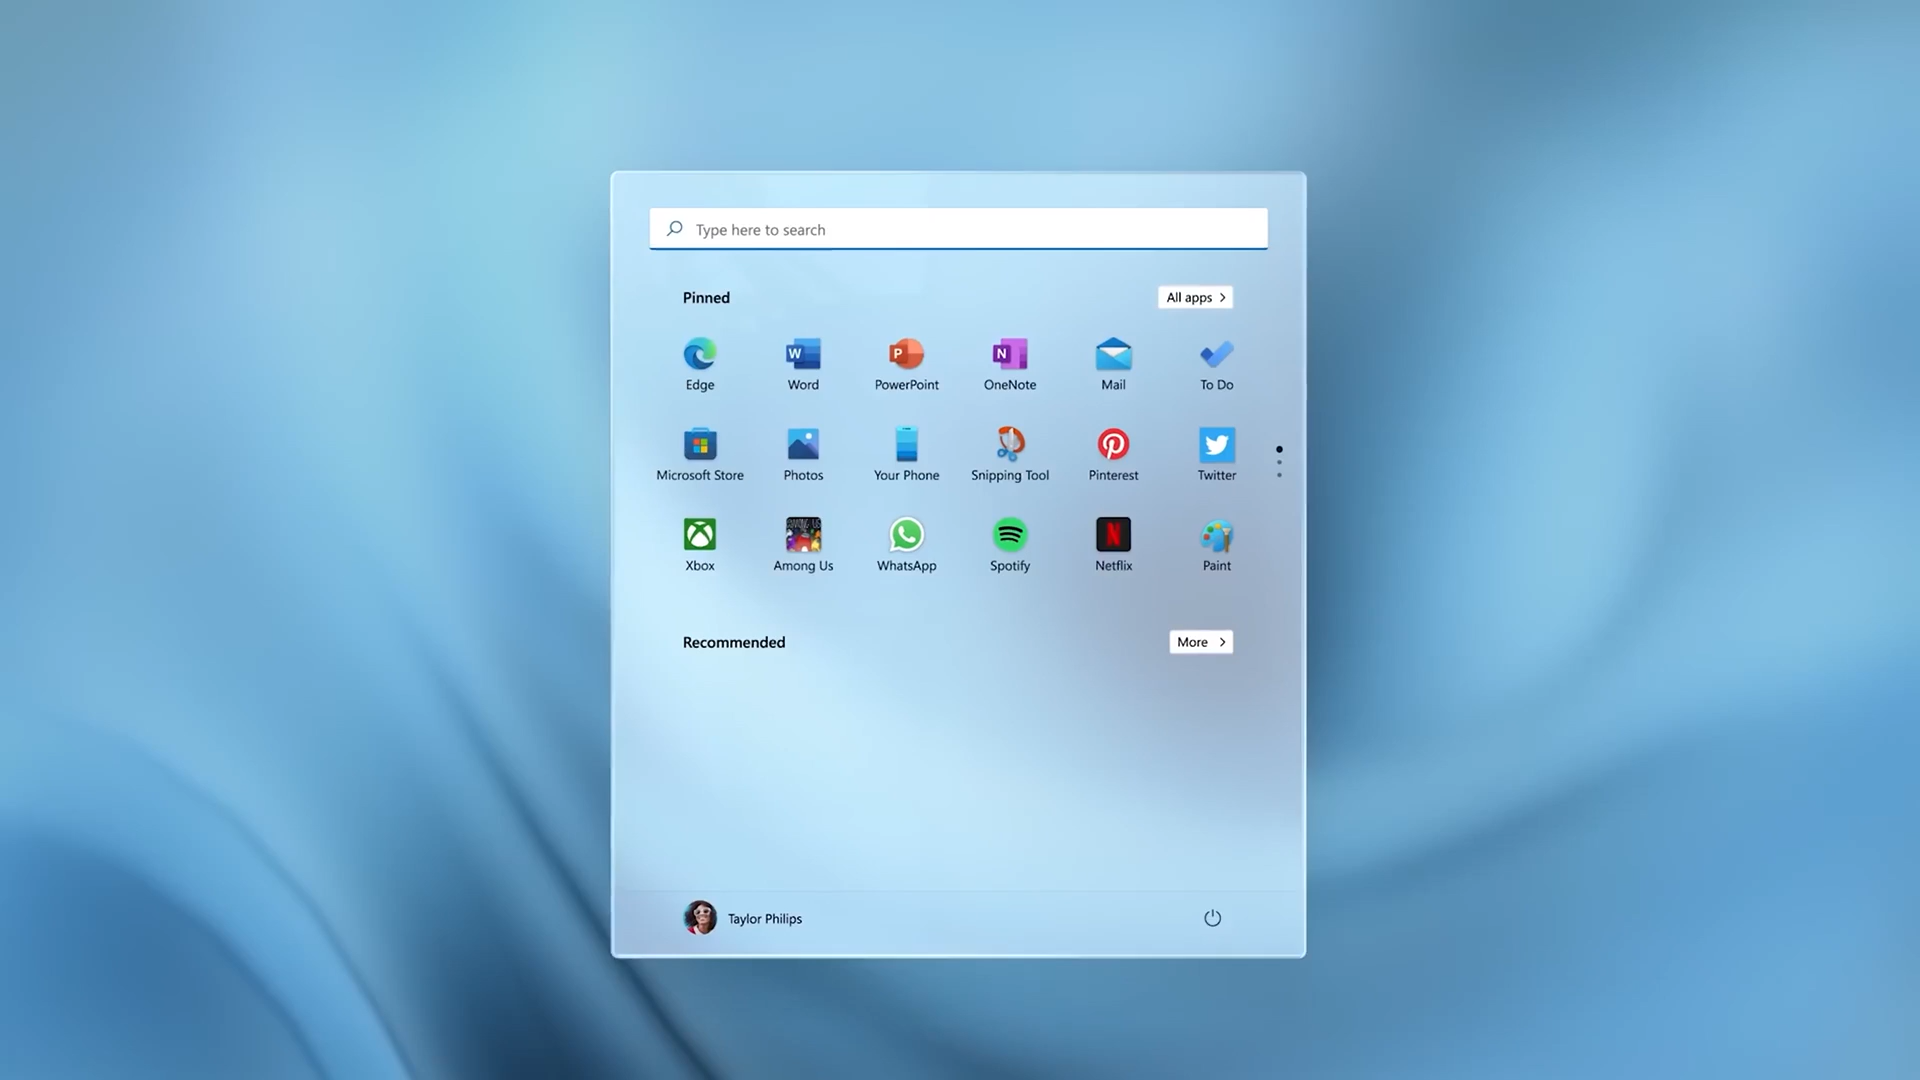 Type here to search
Pinned
All apps
Edge
Word
PowerPoint
OneNote
Mail
To Do
Microsoft Store
Photos
Your Phone
Snipping Tool
Pinterest
Twitter
Xbox
Among Us
WhatsApp
Spotify
Netflix
Paint
Recommended
More
Taylor Philips